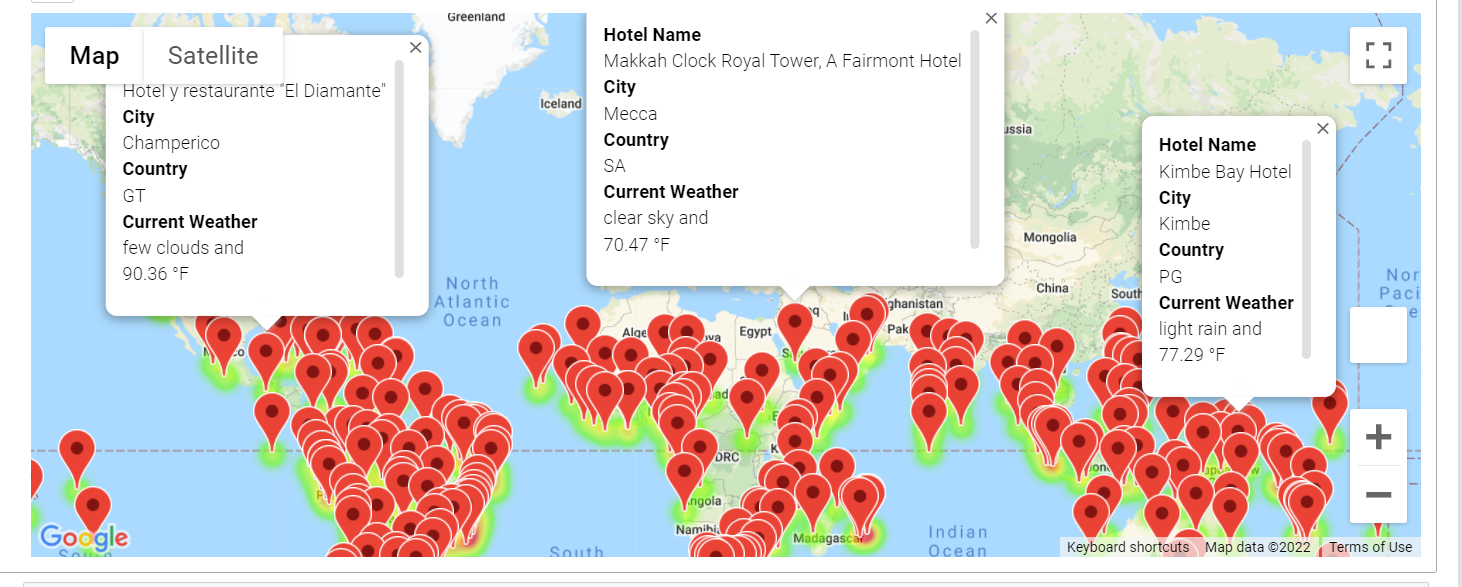 Map
Satellite
Hotel y restaurante "El Diamante"
City
Champerico
Country
GT
Current Weather
few clouds and
90.36 °F
Hotel Name
Makkah Clock Royal Tower, A Fairmont Hotel
City
Mecca
Country
SA
Current Weather
clear sky and
70.47 °F
Hotel Name
Kimbe Bay Hotel
City
Kimbe
Country
PG
Current Weather
light rain and
77.29 °F
Greenland
Iceland
ussia
Mongolia
China
South
North
Atlantic
Ocean
Nor
Paci
Alge
Egypt
ghanistan
Pak
DRC
ngola
Namib
Madagascar
Indian
Ocean
South
South
Google
Keyboard shortcuts
Map data ©2022
Terms of Use